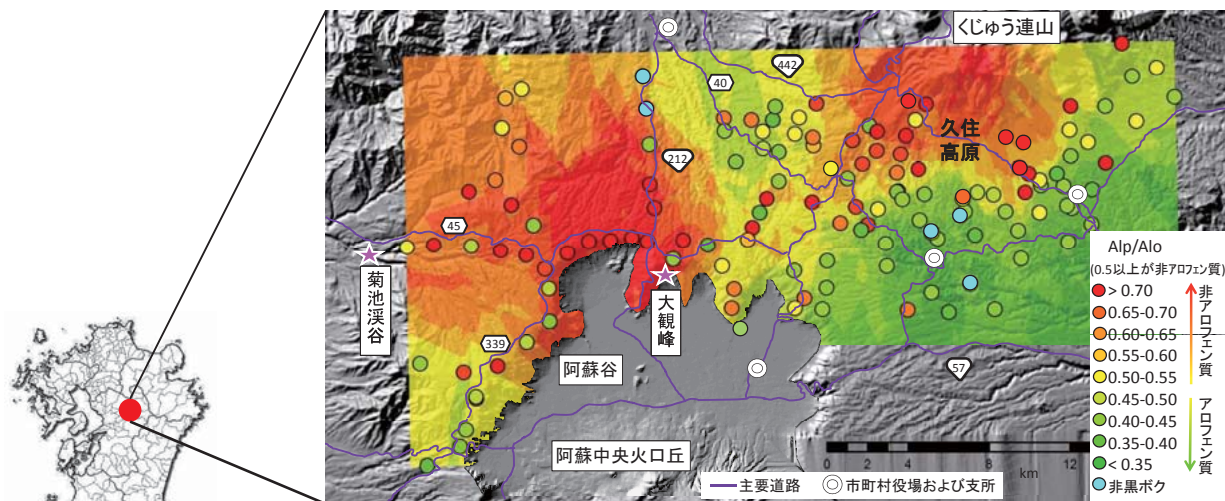 くじゅう連山
442
40
久住
高原
212
45
菊池渓谷
大観峰
339
阿蘇谷
57
阿蘇中央火口丘
主要道路
市町村役場および支所
0 2 4 8 12
km
Alp/Alo
(0.5以上が非アロフェン質)
> 0.70
0.65-0.70
0.60-0.65
0.55-0.60
0.50-0.55
0.45-0.50
0.40-0.45
0.35-0.40
< 0.35
非黒ボク
非アロフェン質
アロフェン質